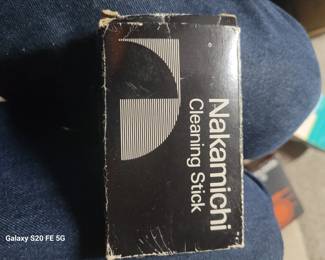 Nakamichi
Cleaning Stick
Galaxy S20 FE 5G